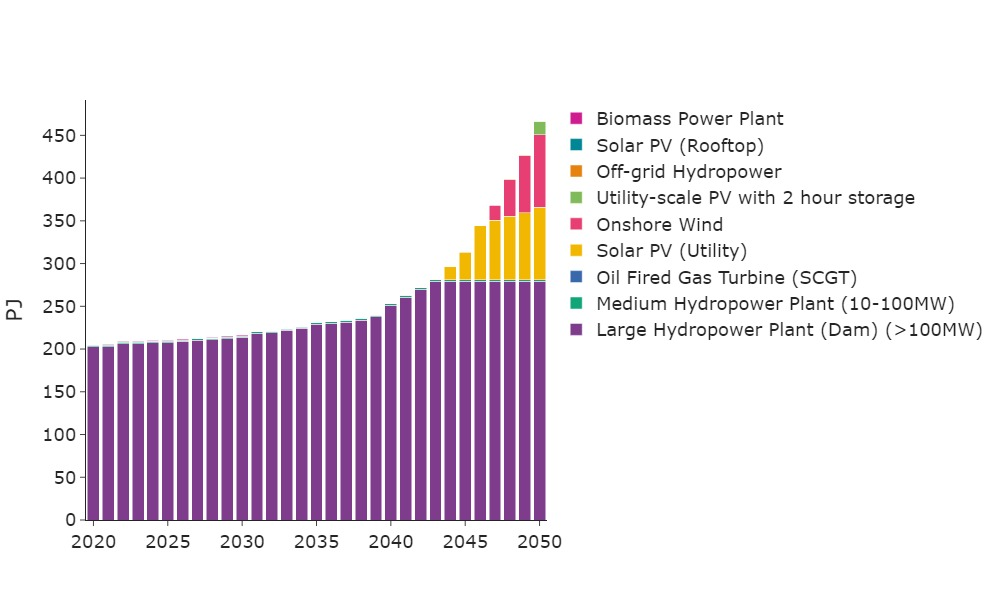 PJ
450
400
350
300
250
200
150
100
50
0
2020 2025 2030 2035 2040 2045 2050
Biomass Power Plant
Solar PV (Rooftop)
Off-grid Hydropower
Utility-scale PV with 2 hour storage
Onshore Wind
Solar PV (Utility)
Oil Fired Gas Turbine (SCGT)
Medium Hydropower Plant (10-100MW)
Large Hydropower Plant (Dam) (>100MW)